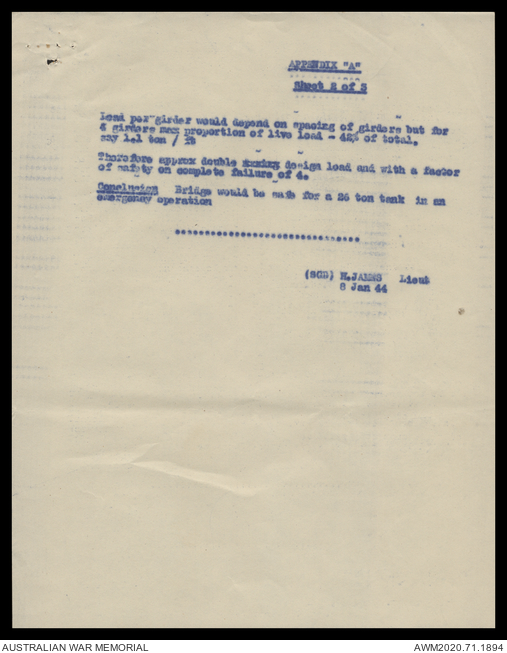 APPENDIX "A"
Sheet 2 of 3
Load per girder would depend on spacing of girders but for
4 girders max proportion of live load - 42% of total.
say 1.1 ton / ft
Therefore approx double design load and with a factor
of safety on complete failure of 4.
Conclusion Bridge would be safe for a 26 ton tank in an
emergency operation
(SGD) H.JAMES Lieut
8 Jan 44
AUSTRALIAN WAR MEMORIAL
AWM2020.71.1894